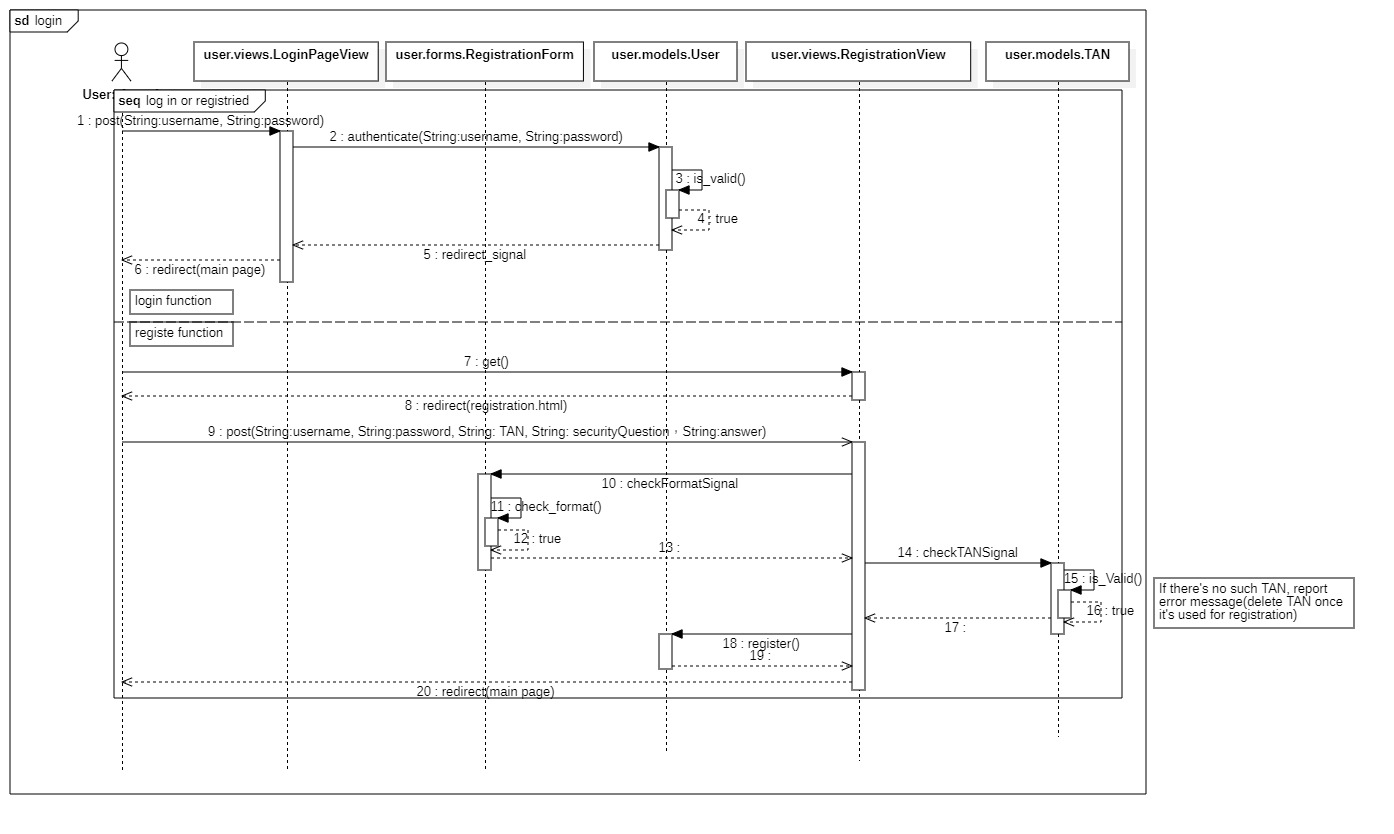 sd login
user.views.LoginPageView
user.forms.RegistrationForm
user.models.User
user.views.RegistrationView
user.models.TAN
User:
seq log in or registried
1 : post(String:username, String:password)
2 : authenticate(String:username, String:password)
3 : is_valid()
4 : true
5 : redirect_signal
6 : redirect(main page)
login function
registe function
7 : get()
8 : redirect(registration.html)
9 : post(String:username, String:password, String: TAN, String: securityQuestion，String:answer)
10 : checkFormatSignal
11 : check_format()
12 : true
13 :
14 : checkTANSignal
15 : is_Valid()
If there's no such TAN, report
error message(delete TAN once
it's used for registration)
16 : true
17 :
18 : register()
19 :
20 : redirect(main page)